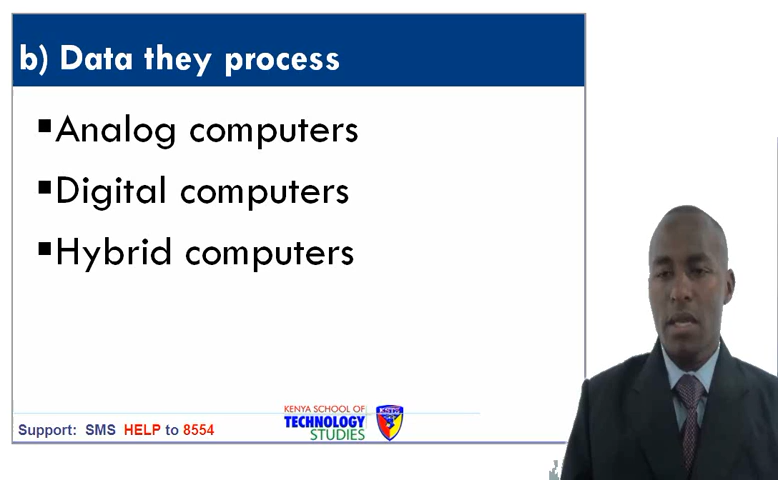 b) Data they process
▪Analog computers
▪Digital computers
▪Hybrid computers
KENYA SCHOOL OF
TECHNOLOGY
STUDIES
Support: SMS HELP to 8554